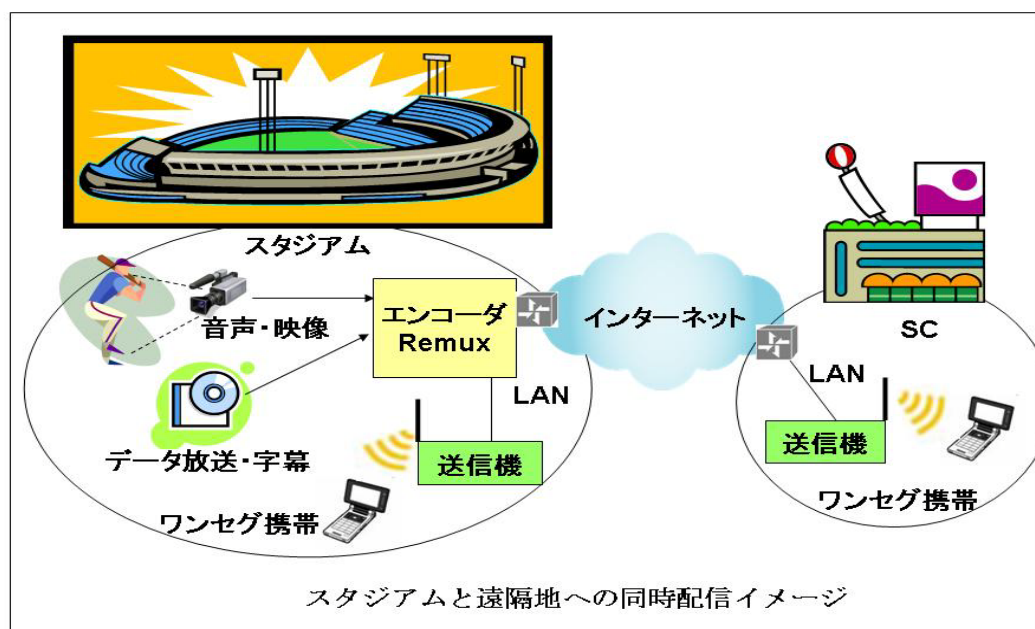 スタジアム
音声・映像
エンコーダ
Remux
インターネット
SC
LAN
LAN
データ放送・字幕
送信機
送信機
ワンセグ携帯
ワンセグ携帯
スタジアムと遠隔地への同時配信イメージ